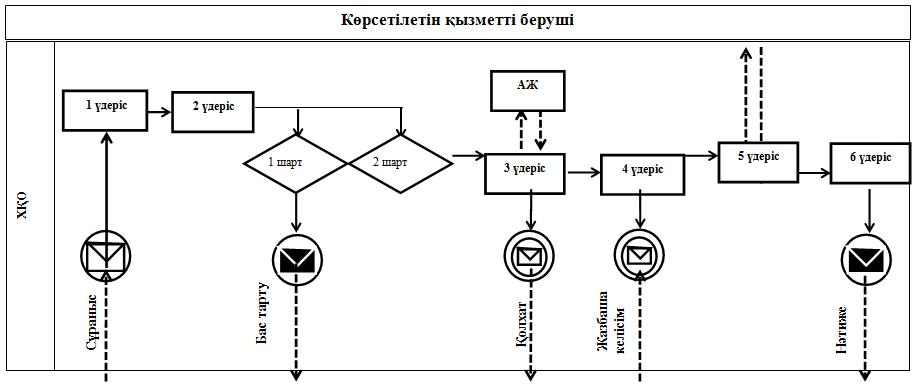 Көрсетілетін қызметті беруші
ХҚО
АЖ
1 үдеріс
2 үдеріс
1 шарт
2 шарт
3 үдеріс
4 үдеріс
5 үдеріс
6 үдеріс
Сұраныс
Бас тарту
Қолхат
Жазбаша
келісім
Нәтиже